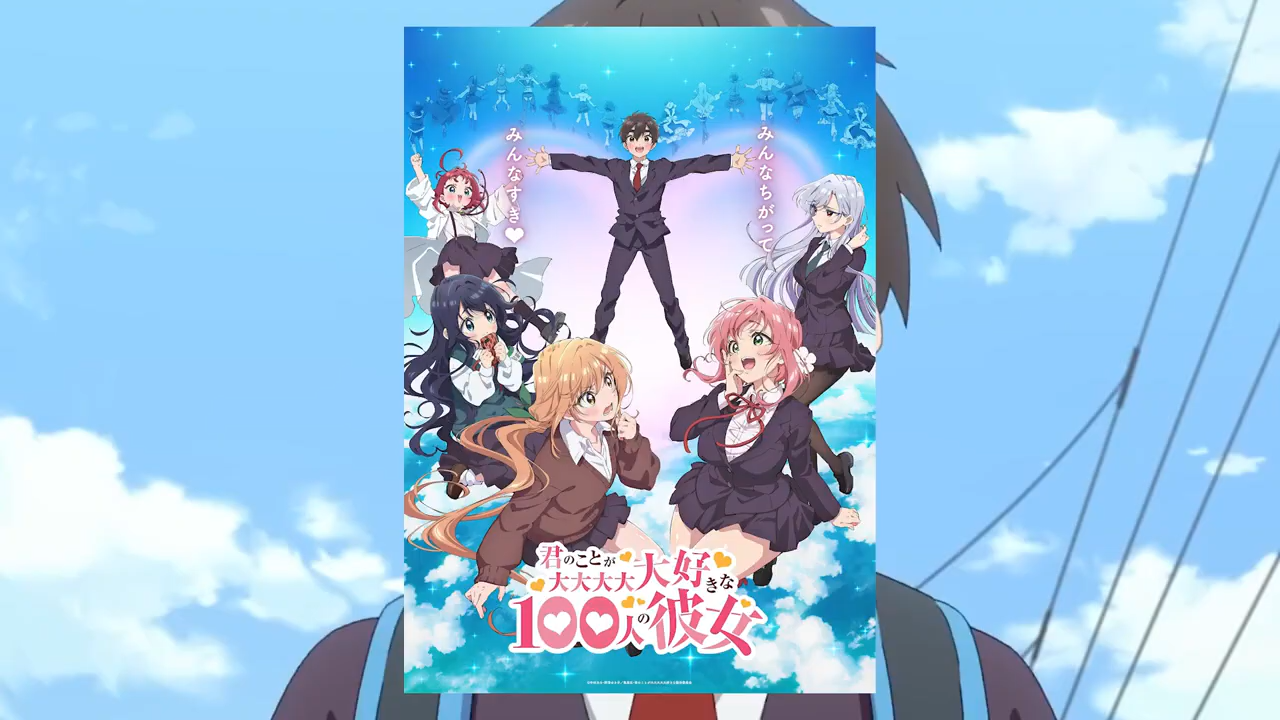 みんなちがって
みんなすき♥
君のことが
大大大大大好きな
100人の彼女